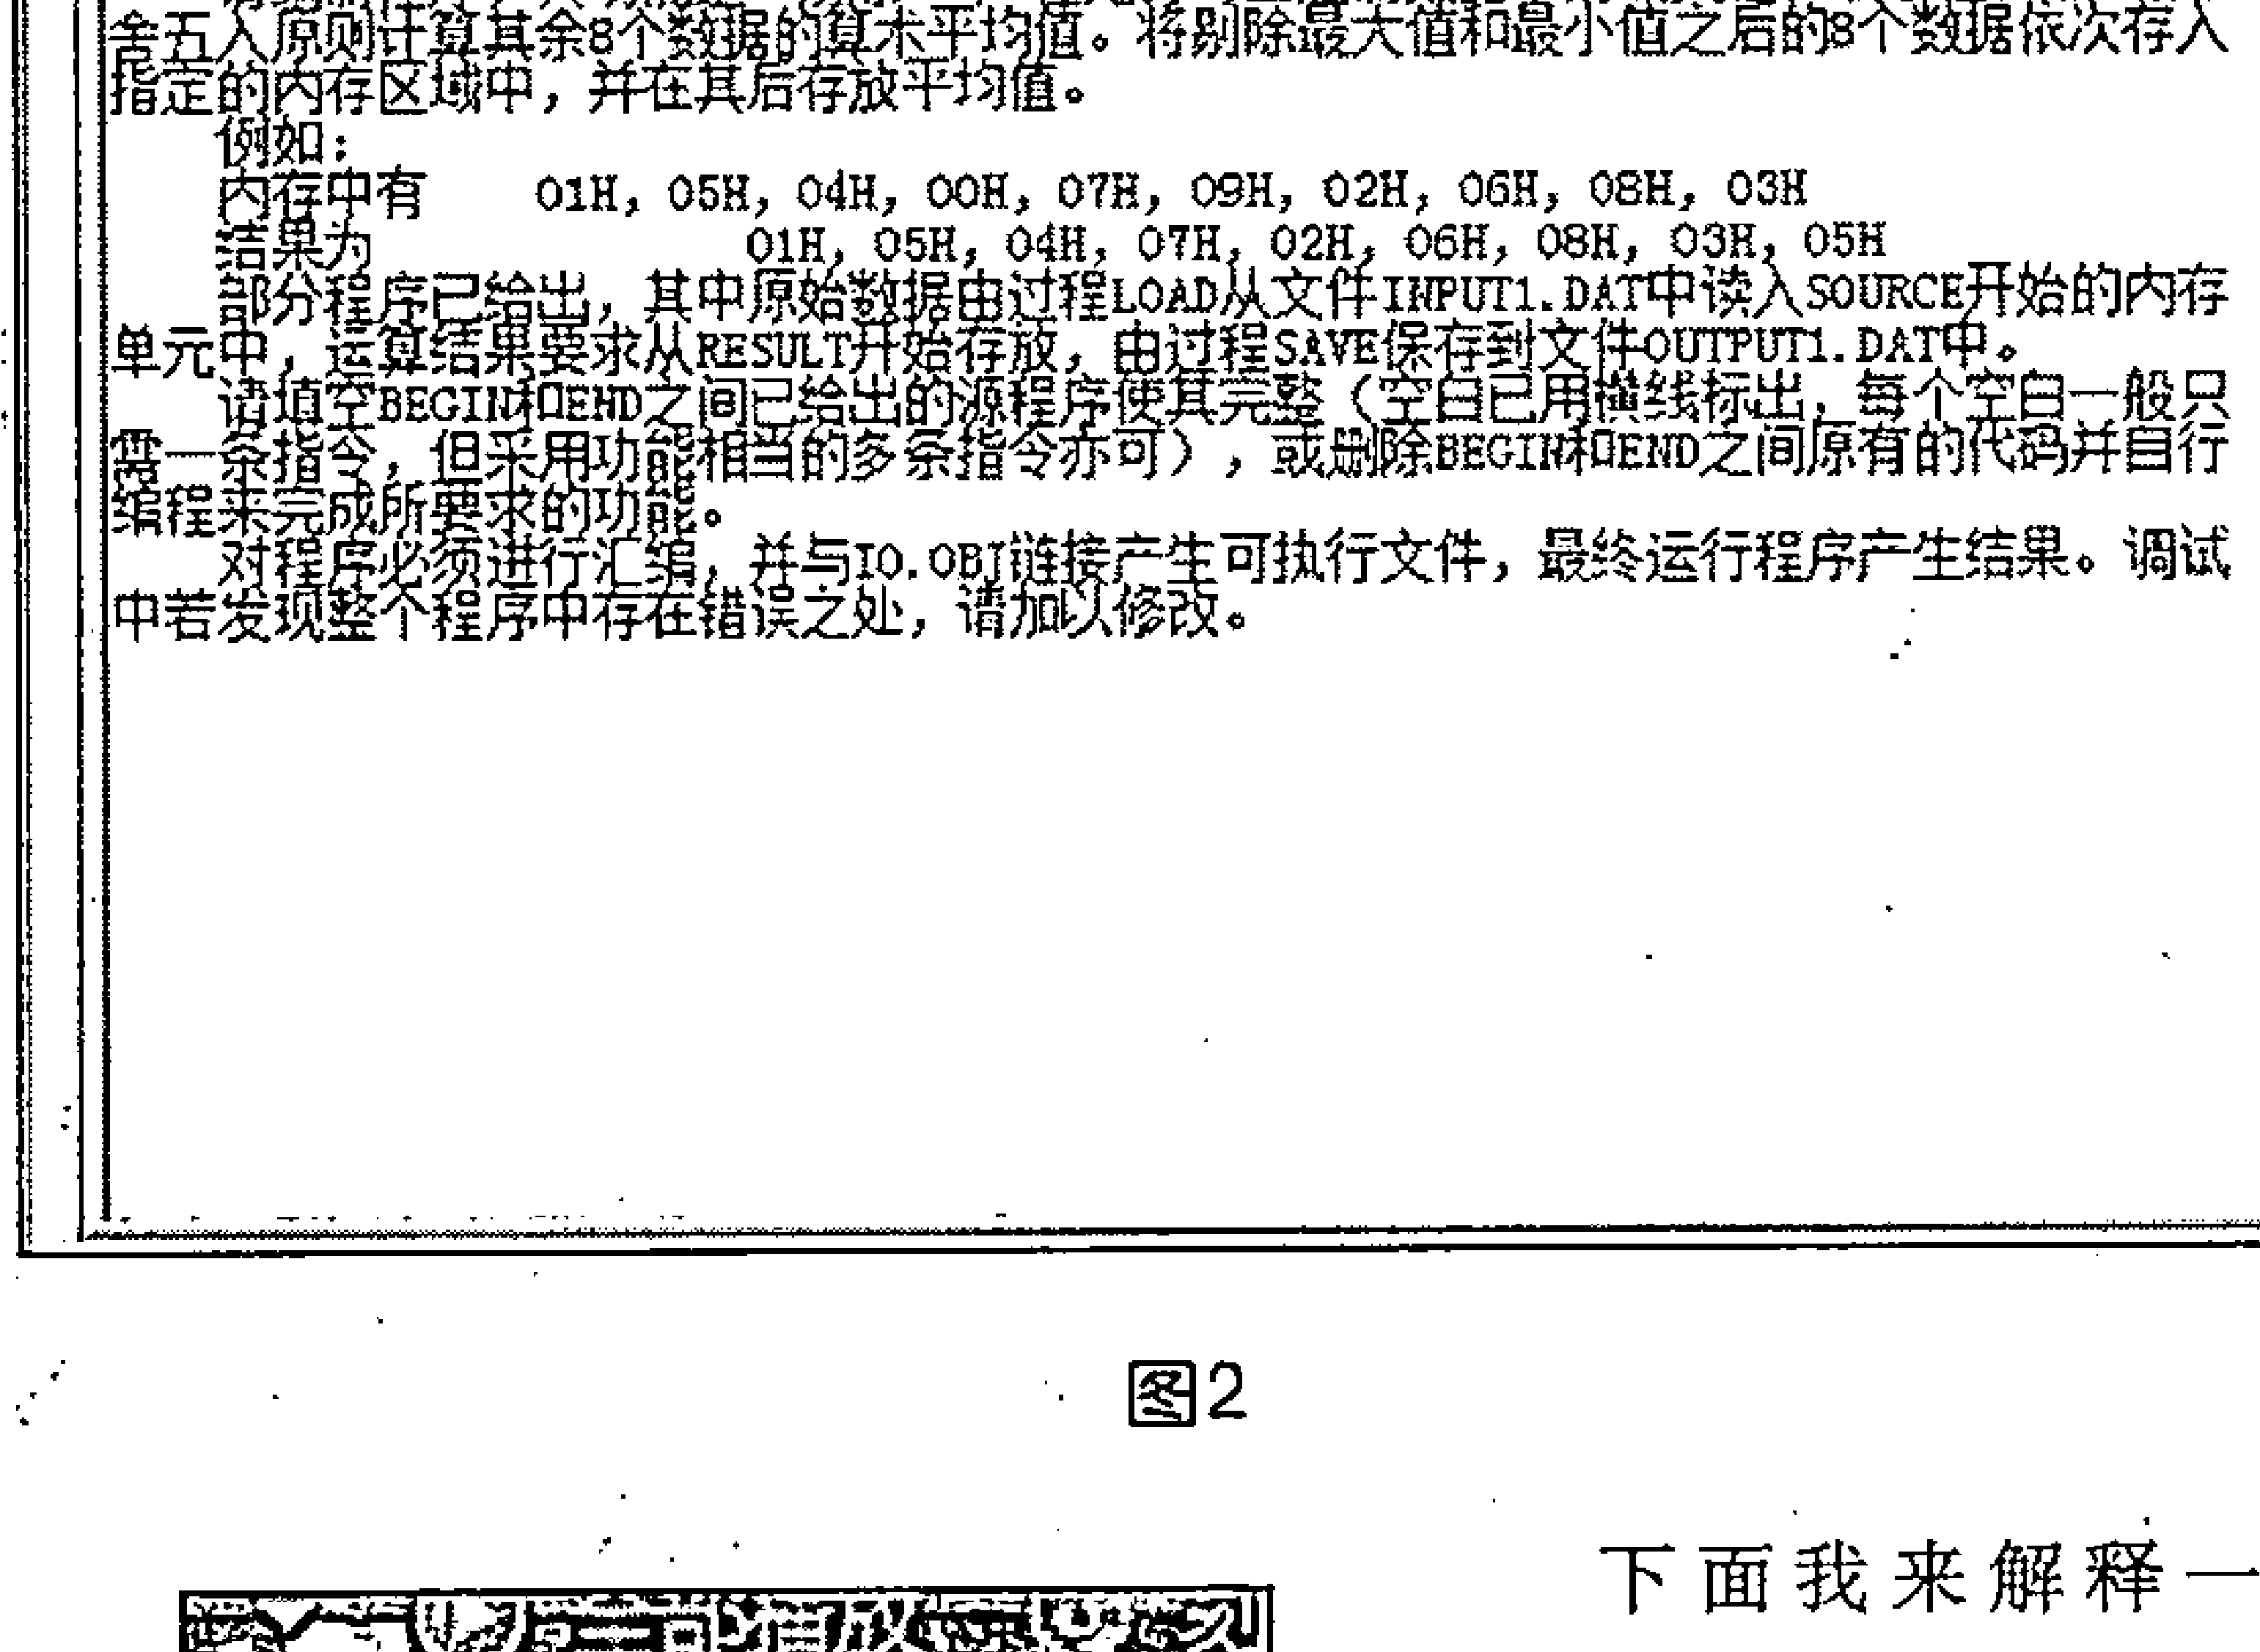 舍五入原则计算其余8个数据的算术平均值。将剔除最大值和最小值之后的8个数据依次存入
指定的内存区域中，并在其后存放平均值。
例如：
内存中有 01H, 05H, 04H, 00H, 07H, 09H, 02H, 06H, 08H, 03H
结果为 01H, 05H, 04H, 07H, 02H, 06H, 08H, 03H, 05H
部分程序已给出，其中原始数据由过程LOAD从文件INPUT1.DAT中读入SOURCE开始的内存
单元中，运算结果要求从RESULT开始存放，由过程SAVE保存到文件OUTPUT1.DAT中。
请填空BEGIN和END之间已给出的源程序使其完整（空白已用横线标出，每个空白一般只
需一条指令，但采用功能相当的多条指令亦可），或删除BEGIN和END之间原有的代码并自行
编程来完成所要求的功能。
对程序必须进行汇编，并与IO.OBJ链接产生可执行文件，最终运行程序产生结果。调试
中若发现整个程序中存在错误之处，请加以修改。
图2
下面我来解释一